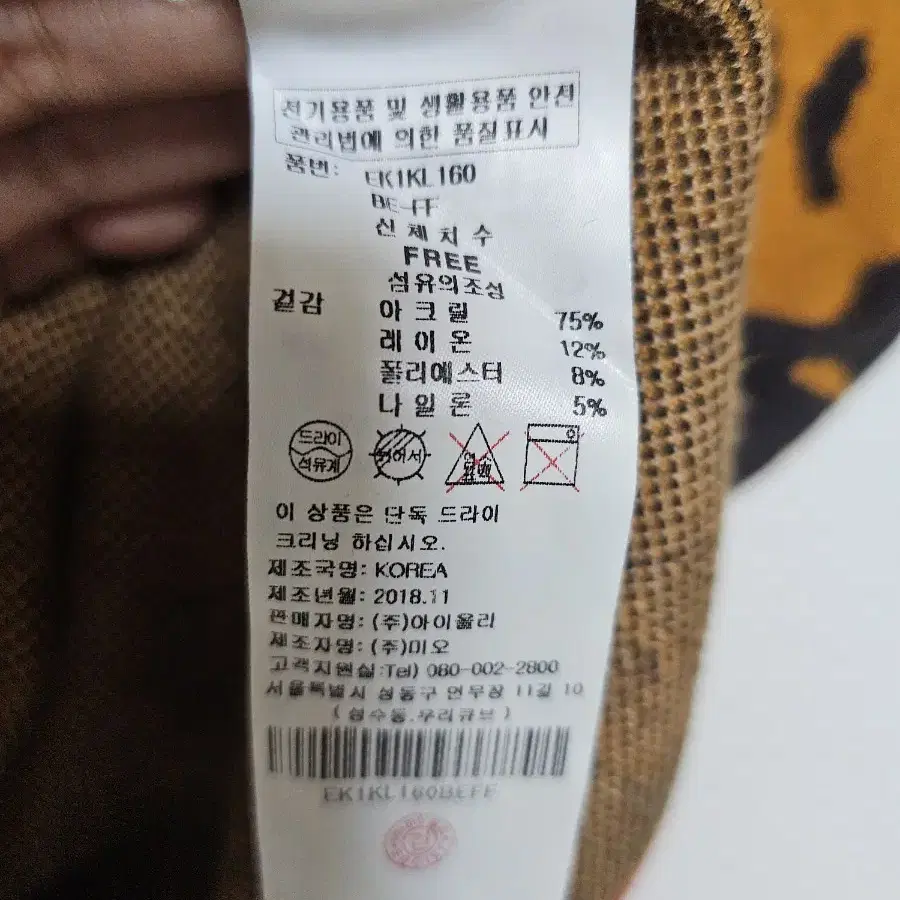 전기용품 및 생활용품 안전
관리법에 의한 품질표시
품번: EK1KL160
BE-FF
신체치수
FREE
섬유의조성
겉감 아크릴 75%
레이온 12%
폴리에스터 8%
나일론 5%
드라이
석유계
뉘어서
이 상품은 단독 드라이
크리닝 하십시오.
제조국명: KOREA
제조년월: 2018.11
판매자명: (주)아이올리
제조자명: (주)미오
고객지원실:Tel) 080-002-2800
서울특별시 성동구 연무장 11길 10
(성수동.우리큐브)
EK1KL160BEFF